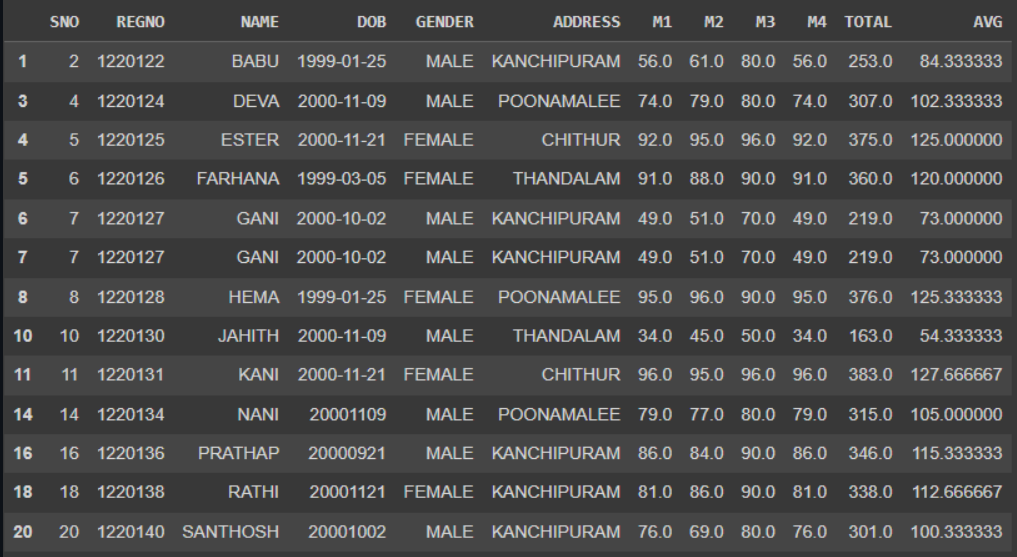 SNO REGNO NAME DOB GENDER ADDRESS M1 M2 M3 M4 TOTAL AVG
1 2 1220122 BABU 1999-01-25 MALE KANCHIPURAM 56.0 61.0 80.0 56.0 253.0 84.333333
3 4 1220124 DEVA 2000-11-09 MALE POONAMALEE 74.0 79.0 80.0 74.0 307.0 102.333333
4 5 1220125 ESTER 2000-11-21 FEMALE CHITHUR 92.0 95.0 96.0 92.0 375.0 125.000000
5 6 1220126 FARHANA 1999-03-05 FEMALE THANDALAM 91.0 88.0 90.0 91.0 360.0 120.000000
6 7 1220127 GANI 2000-10-02 MALE KANCHIPURAM 49.0 51.0 70.0 49.0 219.0 73.000000
7 7 1220127 GANI 2000-10-02 MALE KANCHIPURAM 49.0 51.0 70.0 49.0 219.0 73.000000
8 8 1220128 HEMA 1999-01-25 FEMALE POONAMALEE 95.0 96.0 90.0 95.0 376.0 125.333333
10 10 1220130 JAHITH 2000-11-09 MALE THANDALAM 34.0 45.0 50.0 34.0 163.0 54.333333
11 11 1220131 KANI 2000-11-21 FEMALE CHITHUR 96.0 95.0 96.0 96.0 383.0 127.666667
14 14 1220134 NANI 20001109 MALE POONAMALEE 79.0 77.0 80.0 79.0 315.0 105.000000
16 16 1220136 PRATHAP 20000921 MALE KANCHIPURAM 86.0 84.0 90.0 86.0 346.0 115.333333
18 18 1220138 RATHI 20001121 FEMALE KANCHIPURAM 81.0 86.0 90.0 81.0 338.0 112.666667
20 20 1220140 SANTHOSH 20001002 MALE KANCHIPURAM 76.0 69.0 80.0 76.0 301.0 100.333333